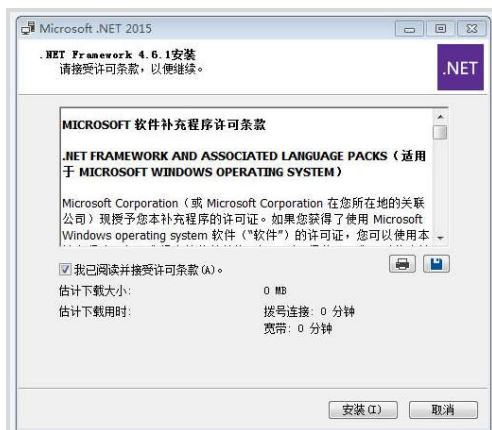 Microsoft .NET 2015
.NET Framework 4.6.1安装
请接受许可条款，以便继续。
.NET
MICROSOFT 软件补充程序许可条款
.NET FRAMEWORK AND ASSOCIATED LANGUAGE PACKS（适用
于 MICROSOFT WINDOWS OPERATING SYSTEM）
Microsoft Corporation（或 Microsoft Corporation 在您所在地的关联
公司）现授予您本补充程序的许可证。如果您获得了使用 Microsoft
Windows operating system 软件（“软件”）的许可证，您可以使用本
我已阅读并接受许可条款(A)。
估计下载大小: 0 MB
估计下载用时: 拨号连接: 0 分钟
宽带: 0 分钟
安装(I) 取消